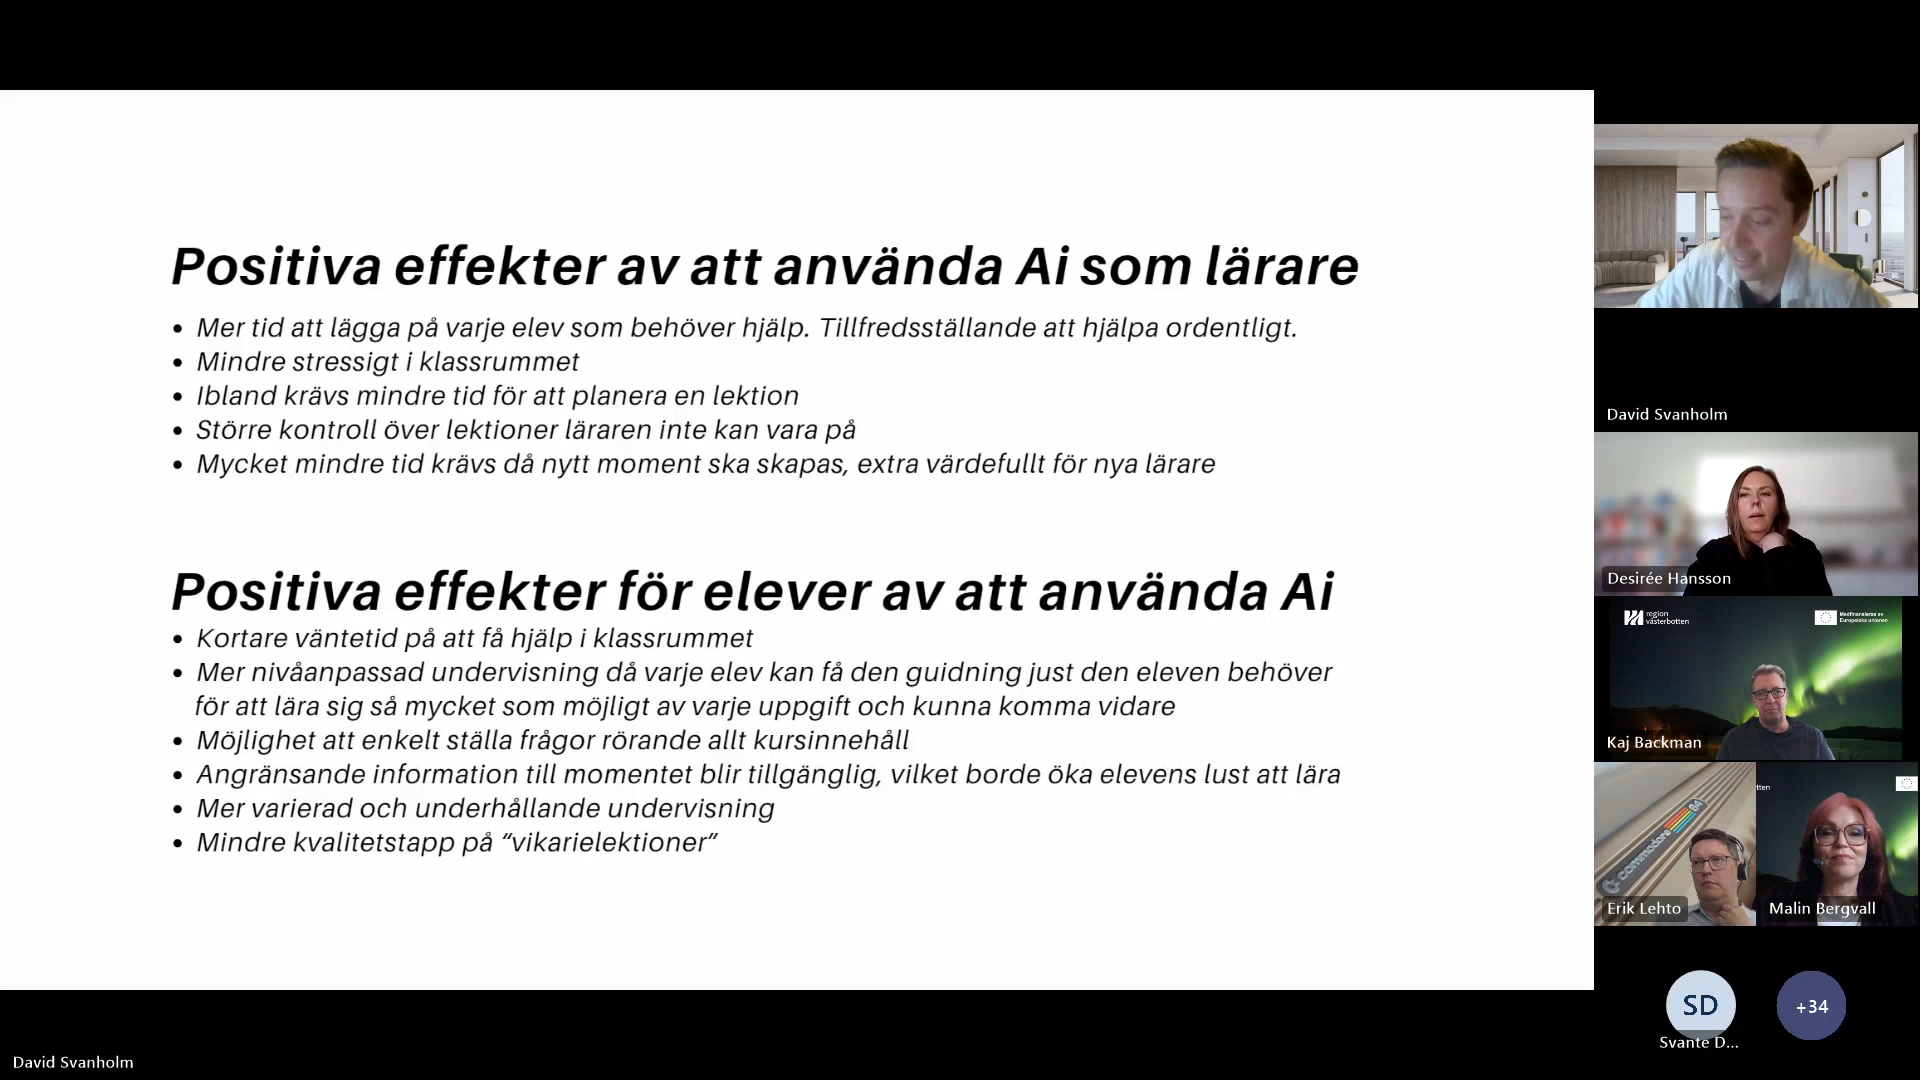 Positiva effekter av att använda Ai som lärare
• Mer tid att lägga på varje elev som behöver hjälp. Tillfredsställande att hjälpa ordentligt.
• Mindre stressigt i klassrummet
• Ibland krävs mindre tid för att planera en lektion
• Större kontroll över lektioner läraren inte kan vara på
• Mycket mindre tid krävs då nytt moment ska skapas, extra värdefullt för nya lärare
Positiva effekter för elever av att använda Ai
• Kortare väntetid på att få hjälp i klassrummet
• Mer nivåanpassad undervisning då varje elev kan få den guidning just den eleven behöver
för att lära sig så mycket som möjligt av varje uppgift och kunna komma vidare
• Möjlighet att enkelt ställa frågor rörande allt kursinnehåll
• Angränsande information till momentet blir tillgänglig, vilket borde öka elevens lust att lära
• Mer varierad och underhållande undervisning
• Mindre kvalitetstapp på “vikarielektioner”
David Svanholm
Desirée Hansson
region
västerbotten
Medfinansieras av
Europeiska unionen
Kaj Backman
commodore 64
Erik Lehto
tten
Malin Bergvall
SD
+34
Svante D...
David Svanholm